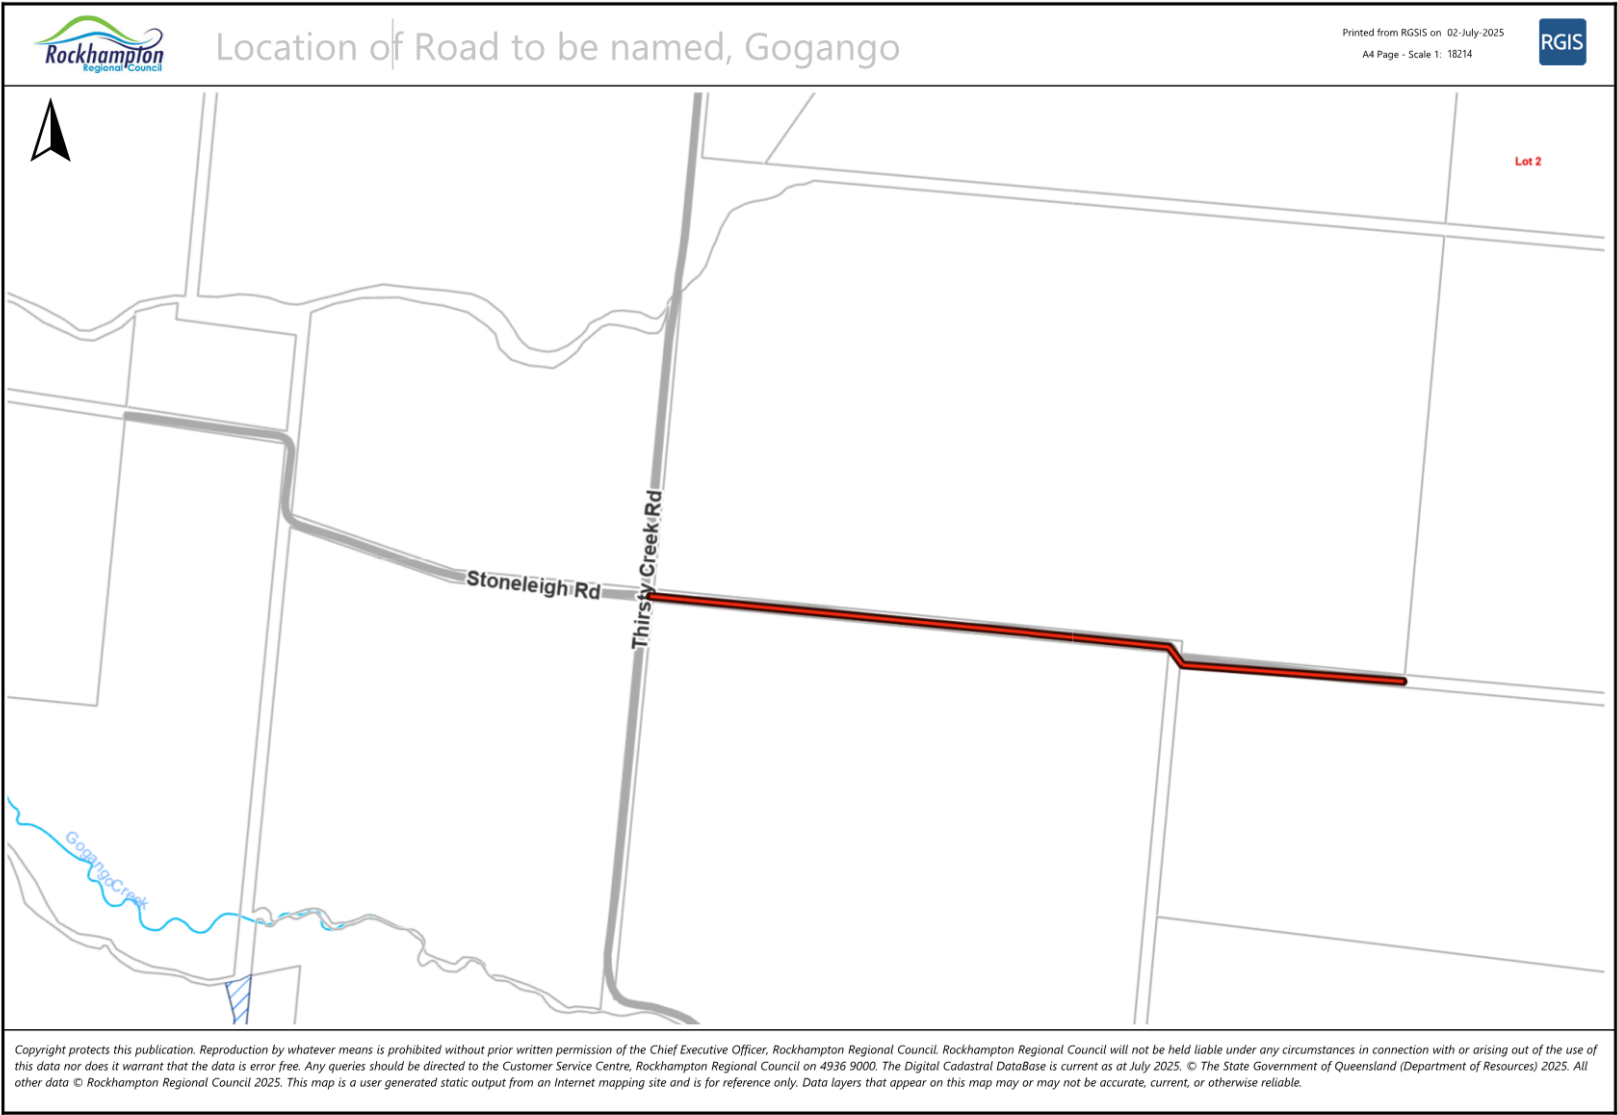 Rockhampton
Regional Council
Location of Road to be named, Gogango
Printed from RGSIS on 02-July-2025
A4 Page - Scale 1: 18214
RGIS
Lot 2
Thirsty Creek Rd
Stoneleigh Rd
GogangoCreek
Copyright protects this publication. Reproduction by whatever means is prohibited without prior written permission of the Chief Executive Officer, Rockhampton Regional Council. Rockhampton Regional Council will not be held liable under any circumstances in connection with or arising out of the use of
this data nor does it warrant that the data is error free. Any queries should be directed to the Customer Service Centre, Rockhampton Regional Council on 4936 9000. The Digital Cadastral DataBase is current as at July 2025. © The State Government of Queensland (Department of Resources) 2025. All
other data © Rockhampton Regional Council 2025. This map is a user generated static output from an Internet mapping site and is for reference only. Data layers that appear on this map may or may not be accurate, current, or otherwise reliable.